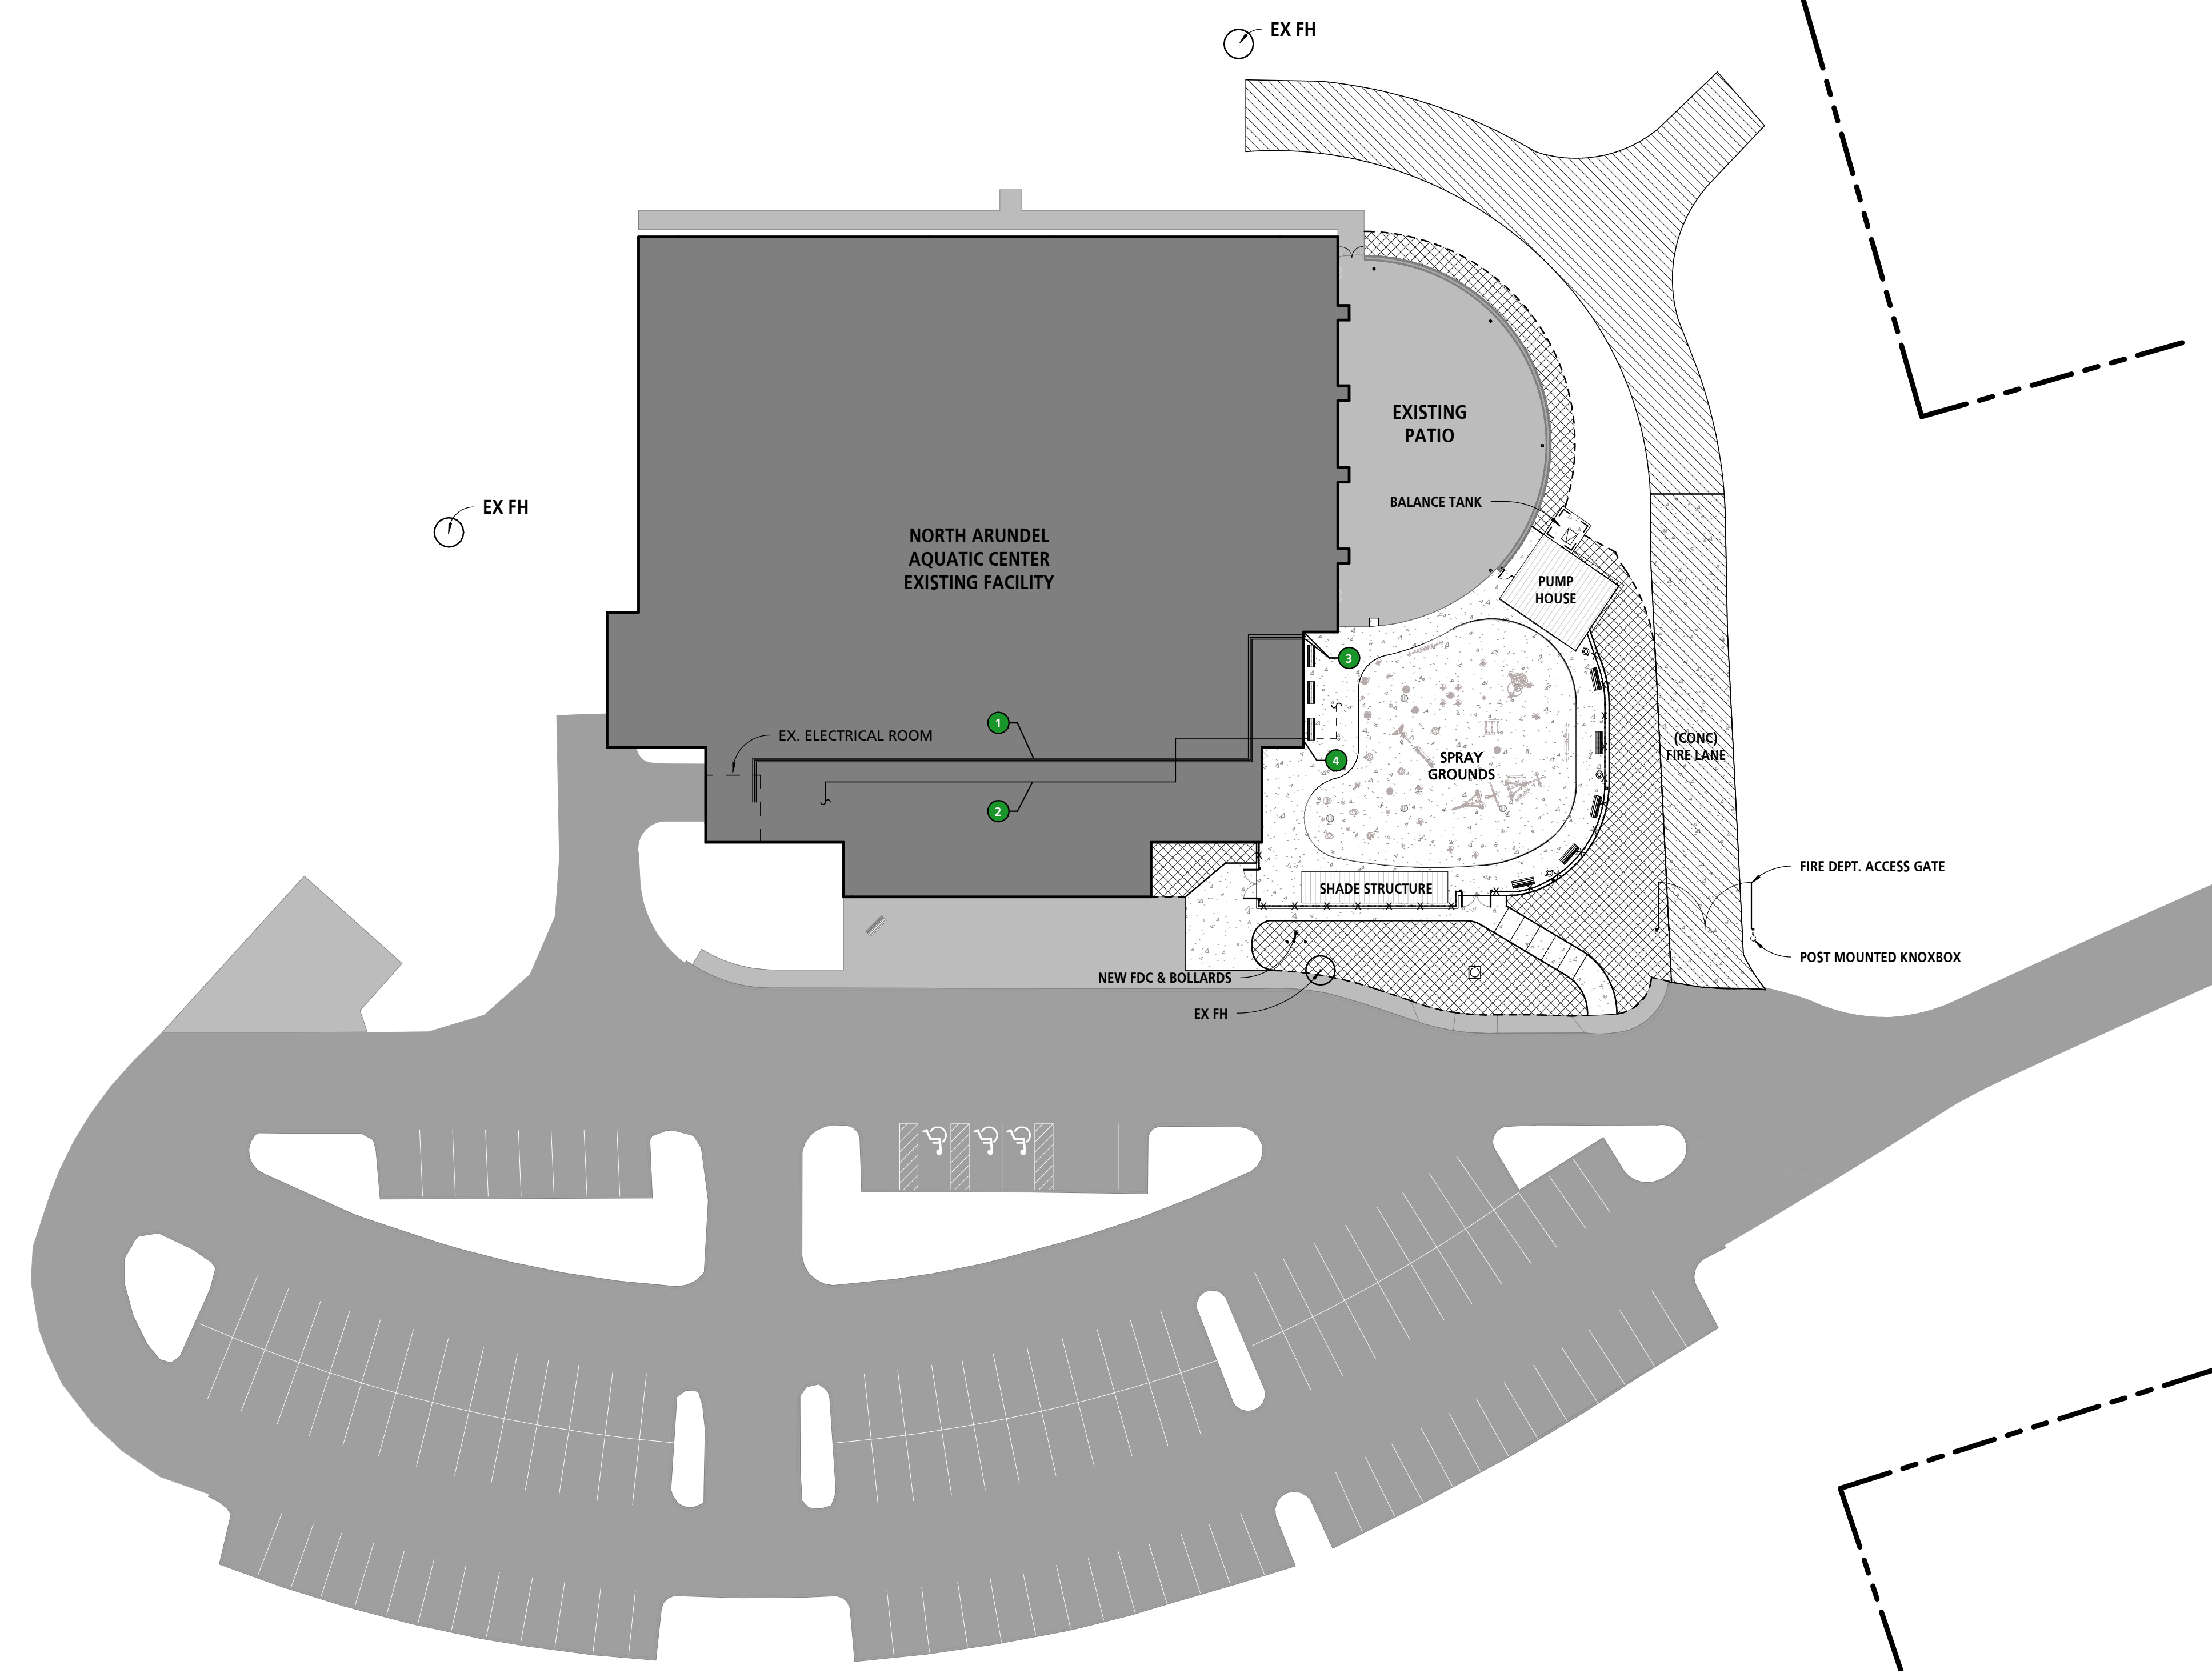 EX FH
EXISTING
PATIO
BALANCE TANK
EX FH
NORTH ARUNDEL
AQUATIC CENTER
EXISTING FACILITY
PUMP
HOUSE
3
1
EX. ELECTRICAL ROOM
(CONC)
FIRE LANE
4
SPRAY
GROUNDS
2
FIRE DEPT. ACCESS GATE
SHADE STRUCTURE
POST MOUNTED KNOXBOX
NEW FDC & BOLLARDS
EX FH